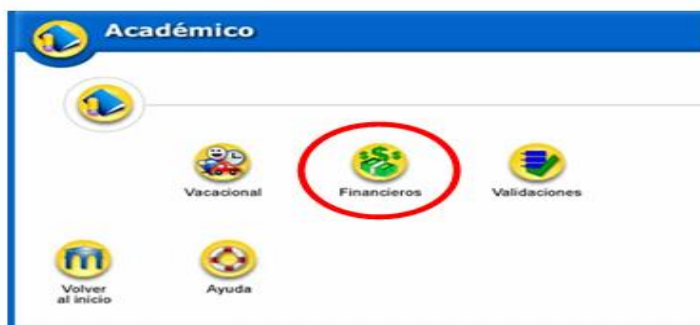 Académico
Vacacional
Financieros
Validaciones
Volver
al inicio
Ayuda